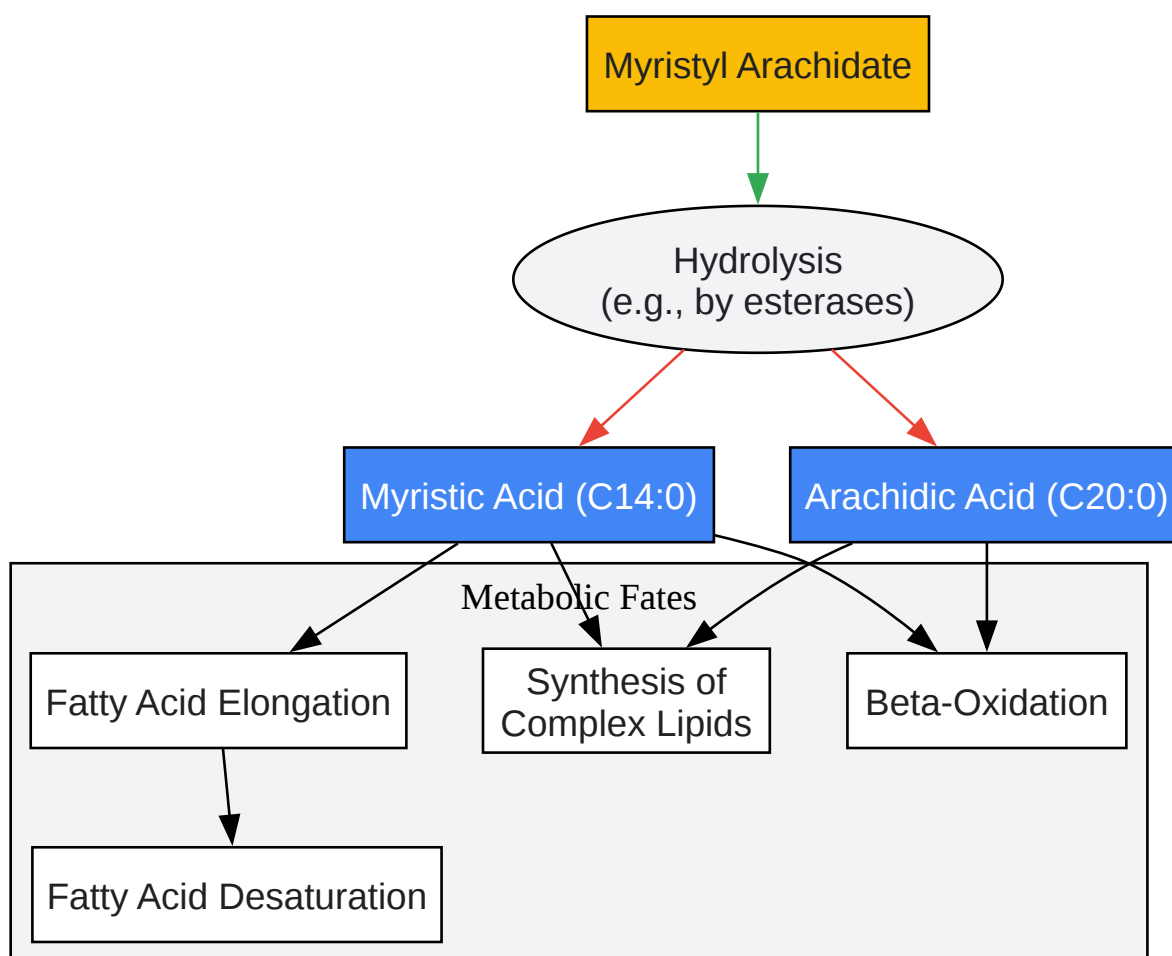 Myristyl Arachidate
Hydrolysis
(e.g., by esterases)
Myristic Acid (C14:0)
Arachidic Acid (C20:0)
Metabolic Fates
Fatty Acid Elongation
Synthesis of
Complex Lipids
Beta-Oxidation
Fatty Acid Desaturation